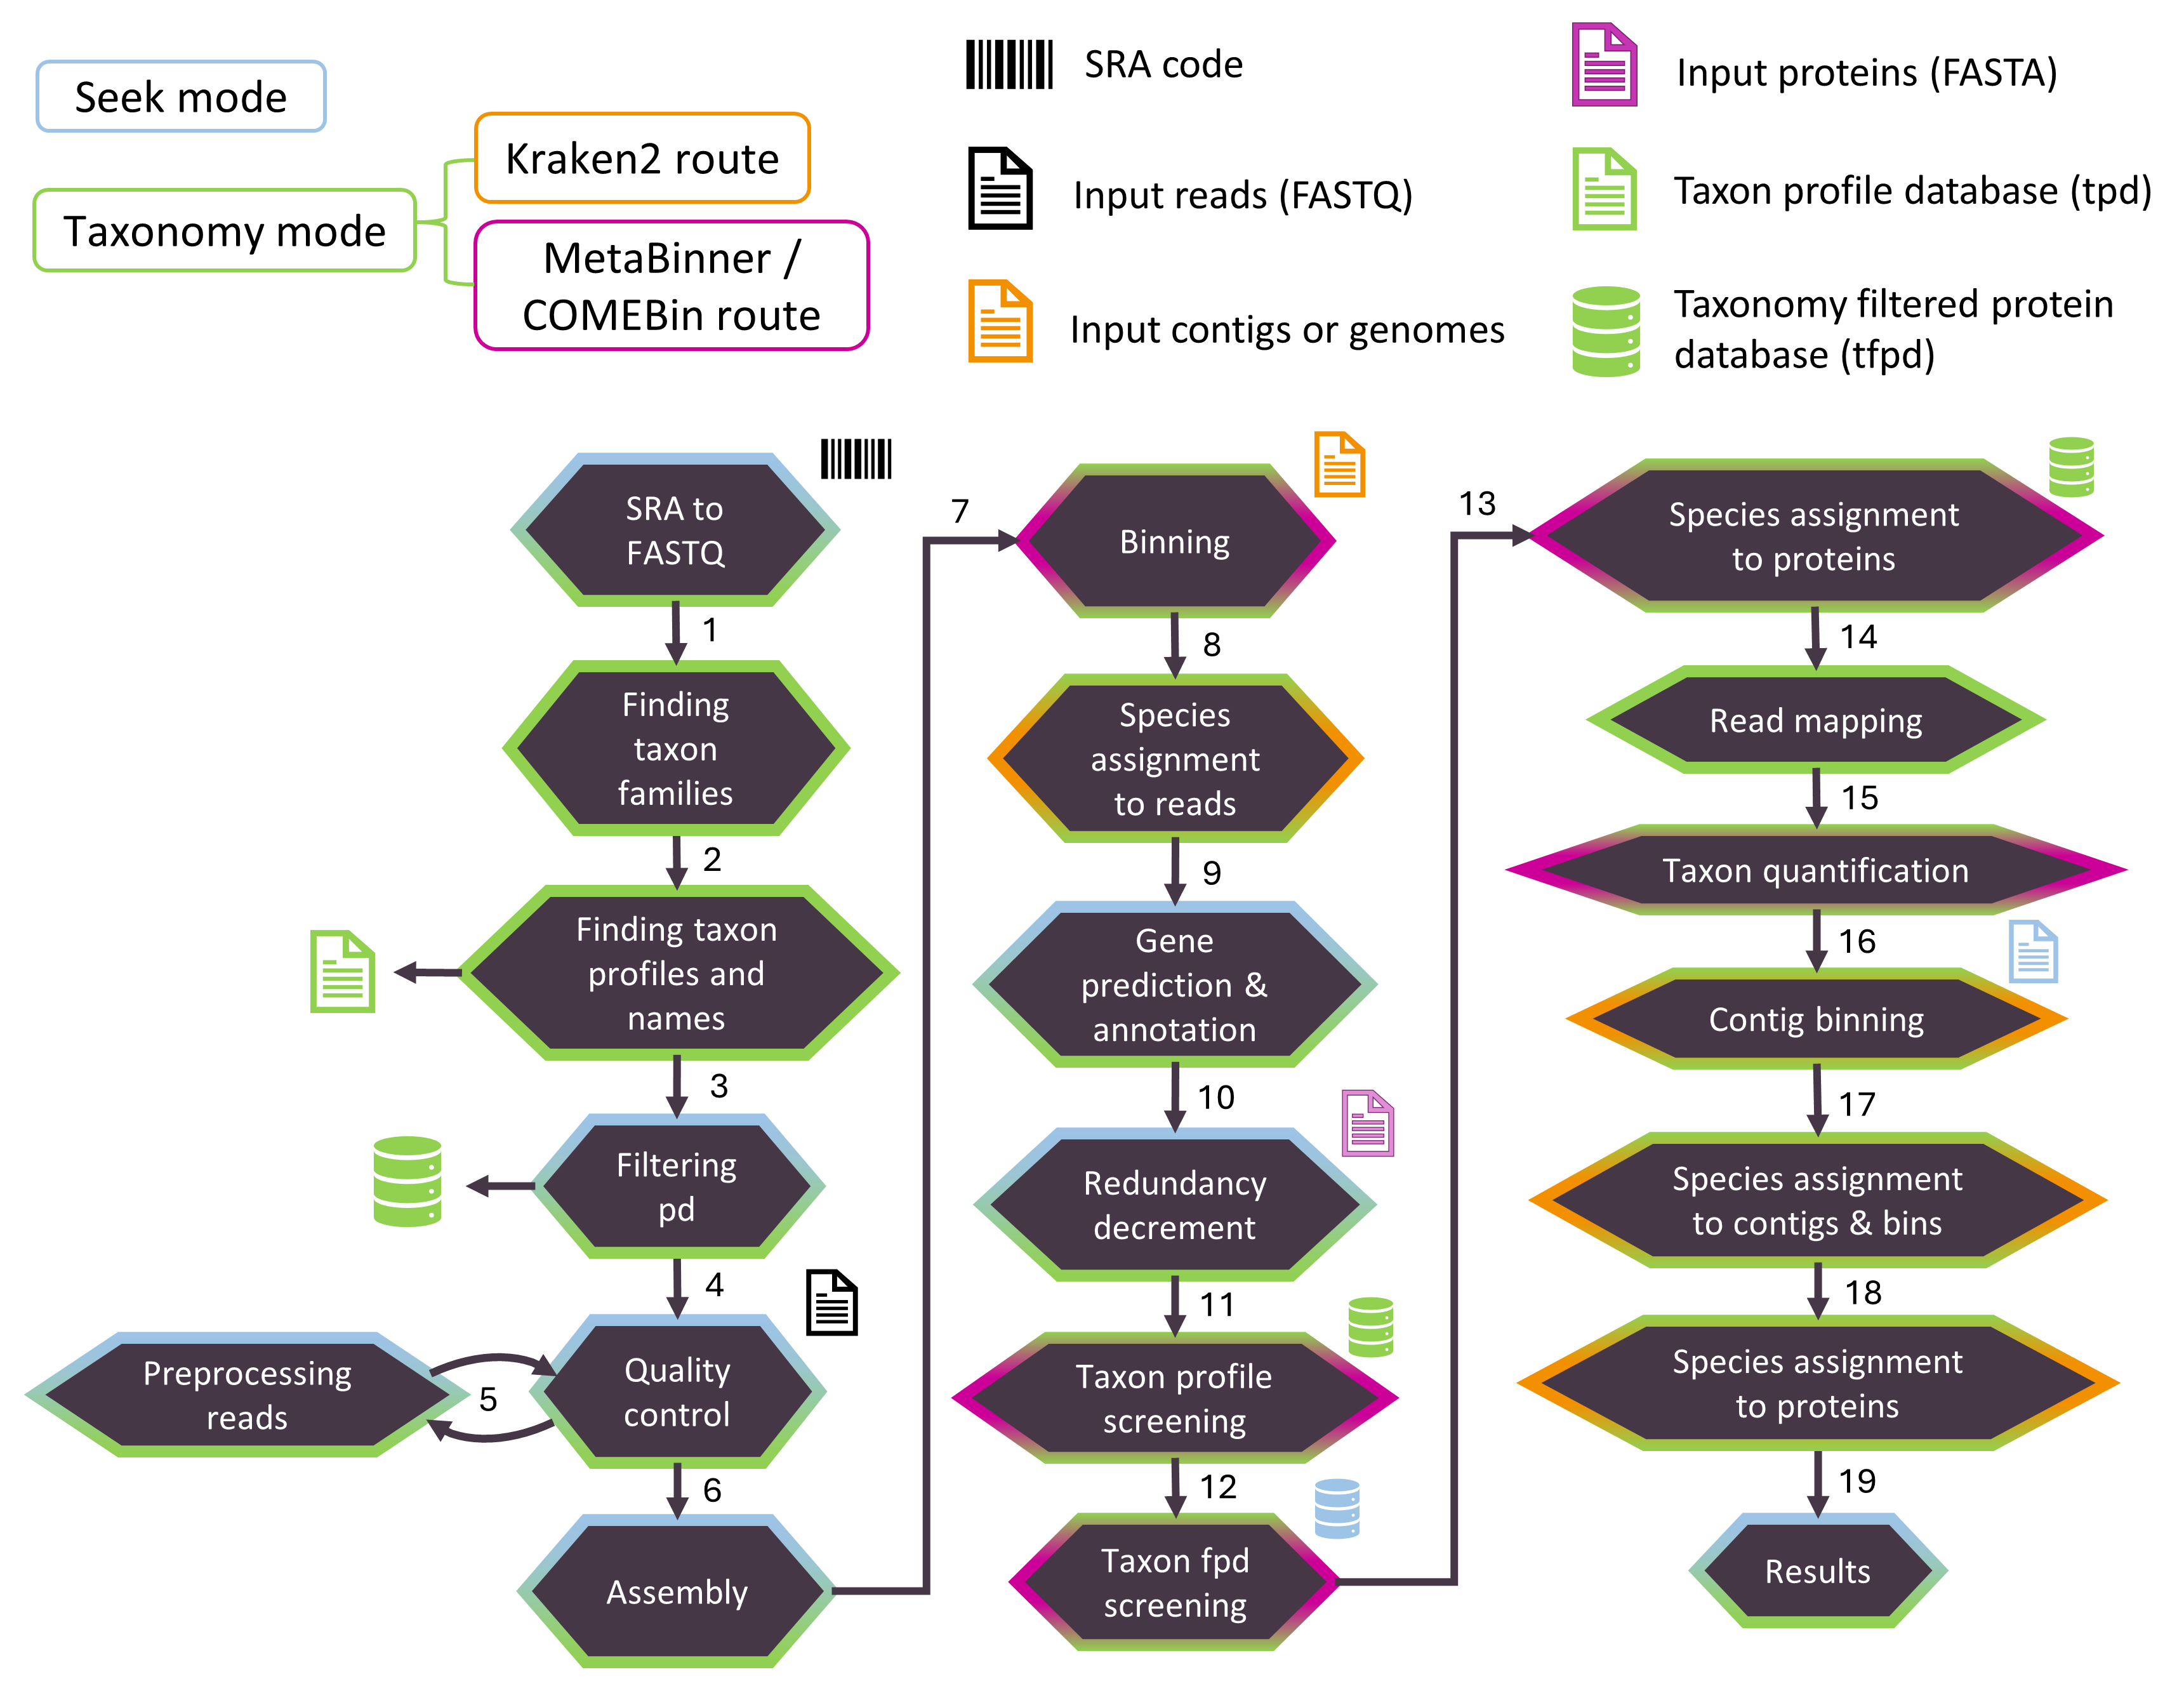 Seek mode
Taxonomy mode
Kraken2 route
MetaBinner /
COMEBin route
SRA code
Input reads (FASTQ)
Input contigs or genomes
Input proteins (FASTA)
Taxon profile database (tpd)
Taxonomy filtered protein
database (tfpd)
SRA to
FASTQ
1
Finding
taxon
families
2
Finding taxon
profiles and
names
3
Filtering
pd
4
Quality
control
5
Preprocessing
reads
6
Assembly
7
Binning
8
Species
assignment
to reads
9
Gene
prediction &
annotation
10
Redundancy
decrement
11
Taxon profile
screening
12
Taxon fpd
screening
13
Species assignment
to proteins
14
Read mapping
15
Taxon quantification
16
Contig binning
17
Species assignment
to contigs & bins
18
Species assignment
to proteins
19
Results